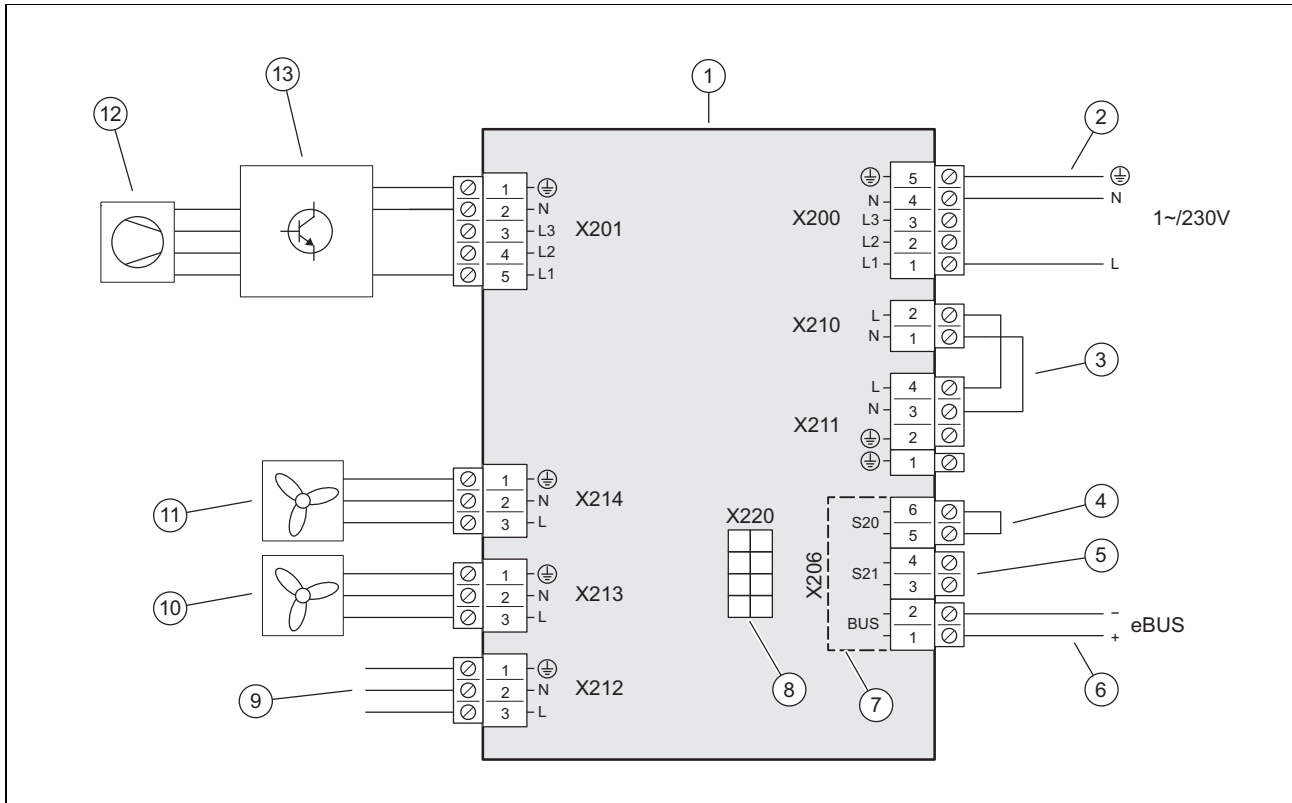 13
1
12
2
1 ⏚
2 N
X201
3 L3
4 L2
5 L1
⏚ 5
N 4
X200
L3 3
L2 2
L1 1
⏚
N
1~/230V
L
X210
L 2
N 1
3
L 4
N 3
X211
⏚ 2
⏚ 1
11
1 ⏚
2 N
X214
3 L
X220
X206
S20
6
5
4
S21
4
3
5
BUS
2
1
–
+
eBUS
10
1 ⏚
2 N
X213
3 L
9
1 ⏚
2 N
X212
3 L
8
7
6